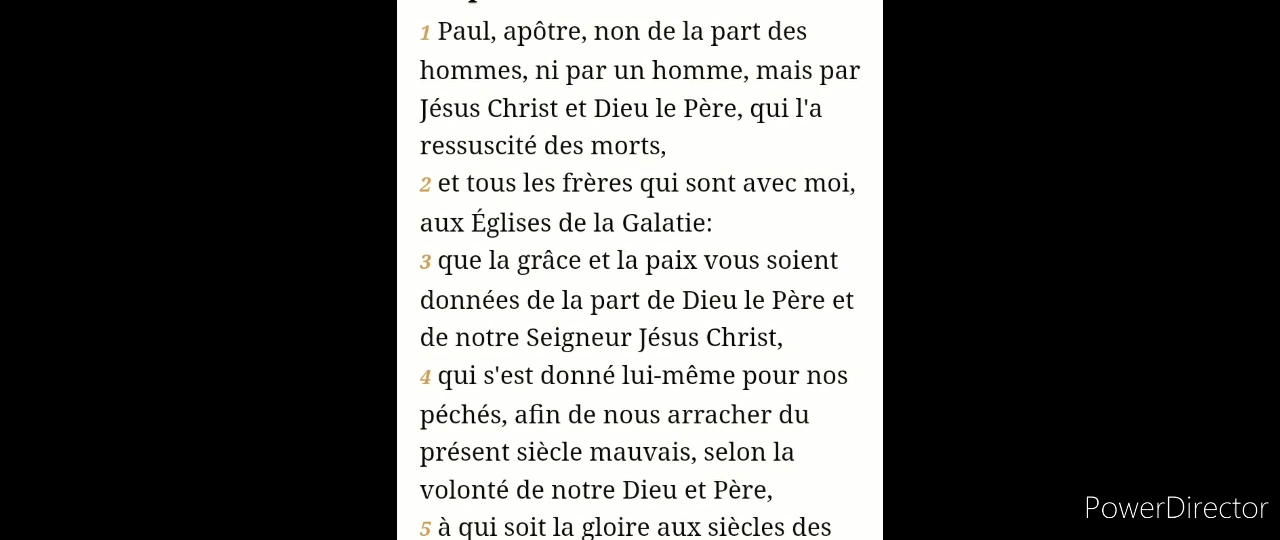 1 Paul, apôtre, non de la part des
hommes, ni par un homme, mais par
Jésus Christ et Dieu le Père, qui l'a
ressuscité des morts,
2 et tous les frères qui sont avec moi,
aux Églises de la Galatie:
3 que la grâce et la paix vous soient
données de la part de Dieu le Père et
de notre Seigneur Jésus Christ,
4 qui s'est donné lui-même pour nos
péchés, afin de nous arracher du
présent siècle mauvais, selon la
volonté de notre Dieu et Père,
5 à qui soit la gloire aux siècles des
PowerDirector